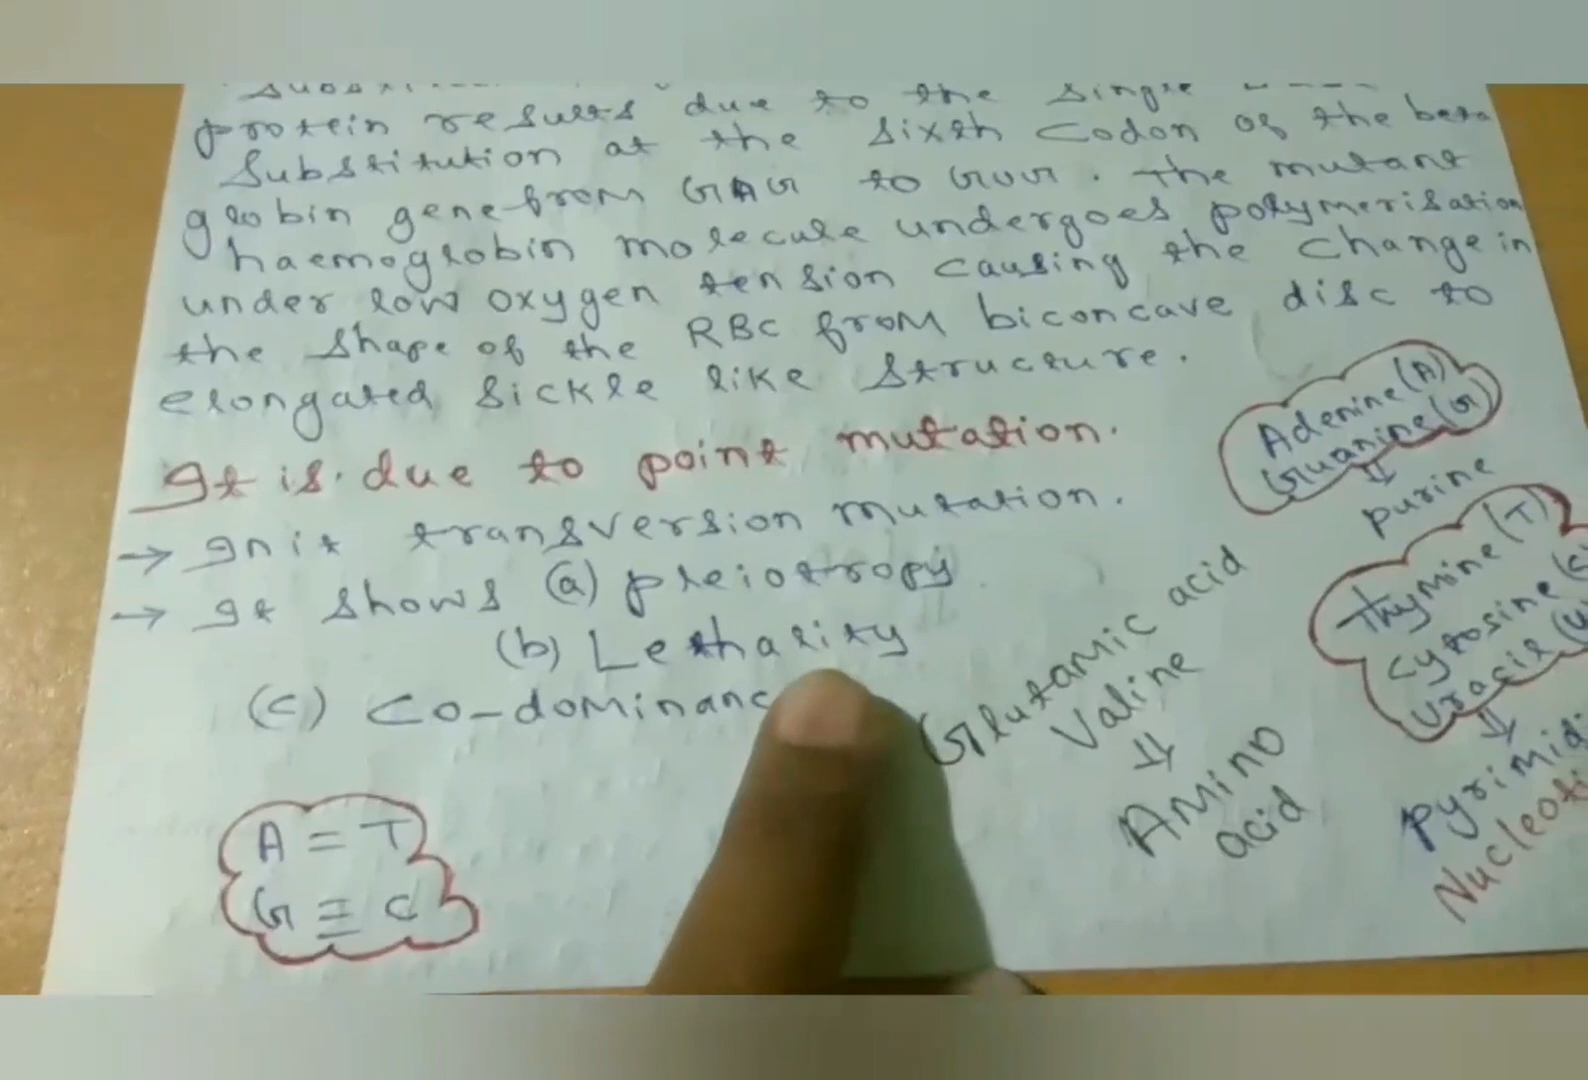 protein results due to the single
Substitution at the sixth codon of the beta
globin gene from GAG to GUG. The mutant
haemoglobin molecule undergoes polymerisation
under low oxygen tension causing the change in
the shape of the RBC from biconcave disc to
elongated sickle like structure.
It is due to point mutation.
→ In it transversion mutation.
→ It shows (a) pleiotropy
(b) Lethality
(c) Co-dominanc
A = T
G ≡ C
Glutamic acid
Valine
⇓
Amino
acid
Adenine (A)
Guanine (G)
⇓
purine
Thymine (T)
Cytosine (C
Uracil (U
⇓
Pyrimid
Nucleoti